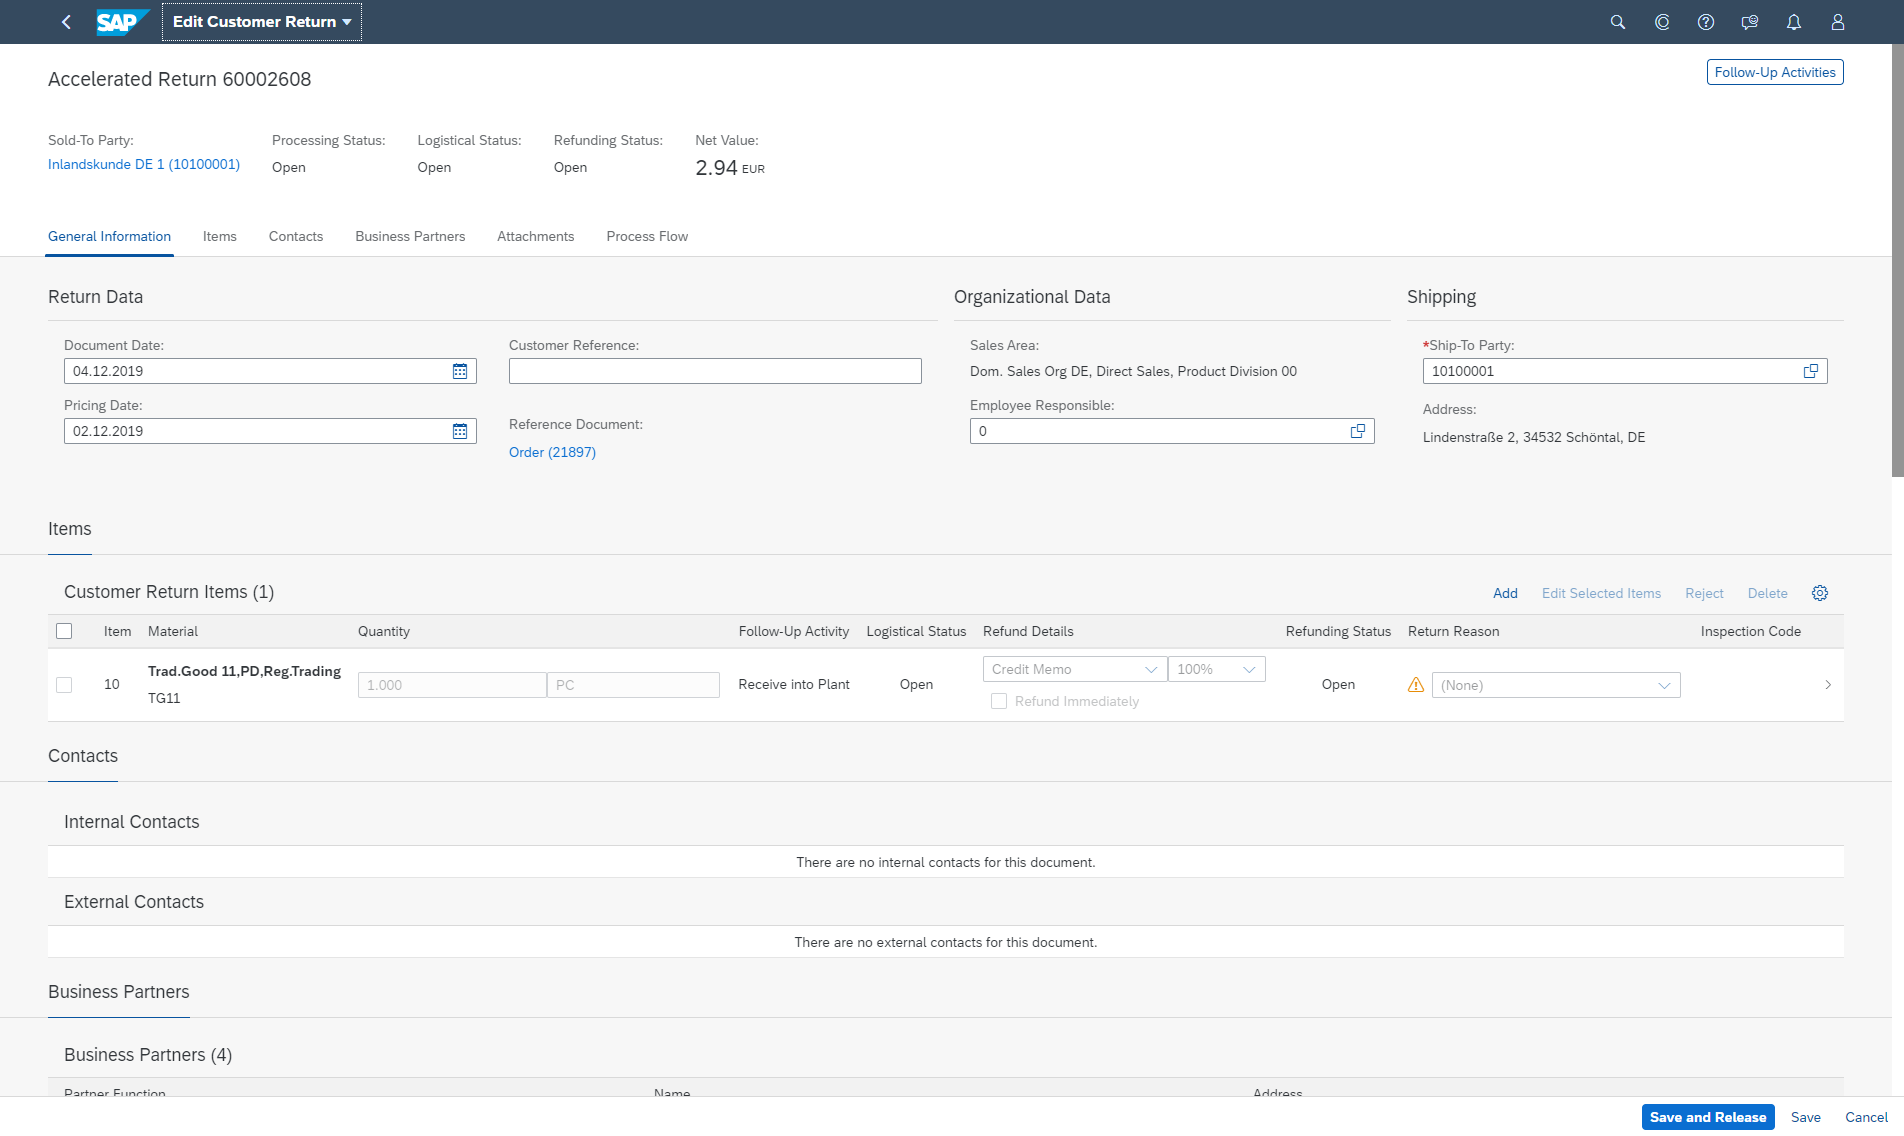 SAP Edit Customer Return
Accelerated Return 60002608
Follow-Up Activities
Sold-To Party: Processing Status: Logistical Status: Refunding Status: Net Value:
Inlandskunde DE 1 (10100001) Open Open Open 2.94 EUR
General Information Items Contacts Business Partners Attachments Process Flow
Return Data
Document Date: Customer Reference:
04.12.2019
Pricing Date:
02.12.2019
Reference Document:
Order (21897)
Organizational Data
Sales Area:
Dom. Sales Org DE, Direct Sales, Product Division 00
Employee Responsible:
0
Shipping
*Ship-To Party:
10100001
Address:
Lindenstraße 2, 34532 Schöntal, DE
Items
Customer Return Items (1) Add Edit Selected Items Reject Delete
Item Material Quantity Follow-Up Activity Logistical Status Refund Details Refunding Status Return Reason Inspection Code
10 Trad.Good 11,PD,Reg.Trading 1.000 PC Receive into Plant Open Credit Memo 100% Open (None)
TG11 Refund Immediately
Contacts
Internal Contacts
There are no internal contacts for this document.
External Contacts
There are no external contacts for this document.
Business Partners
Business Partners (4)
Partner Function Name Address
Save and Release Save Cancel